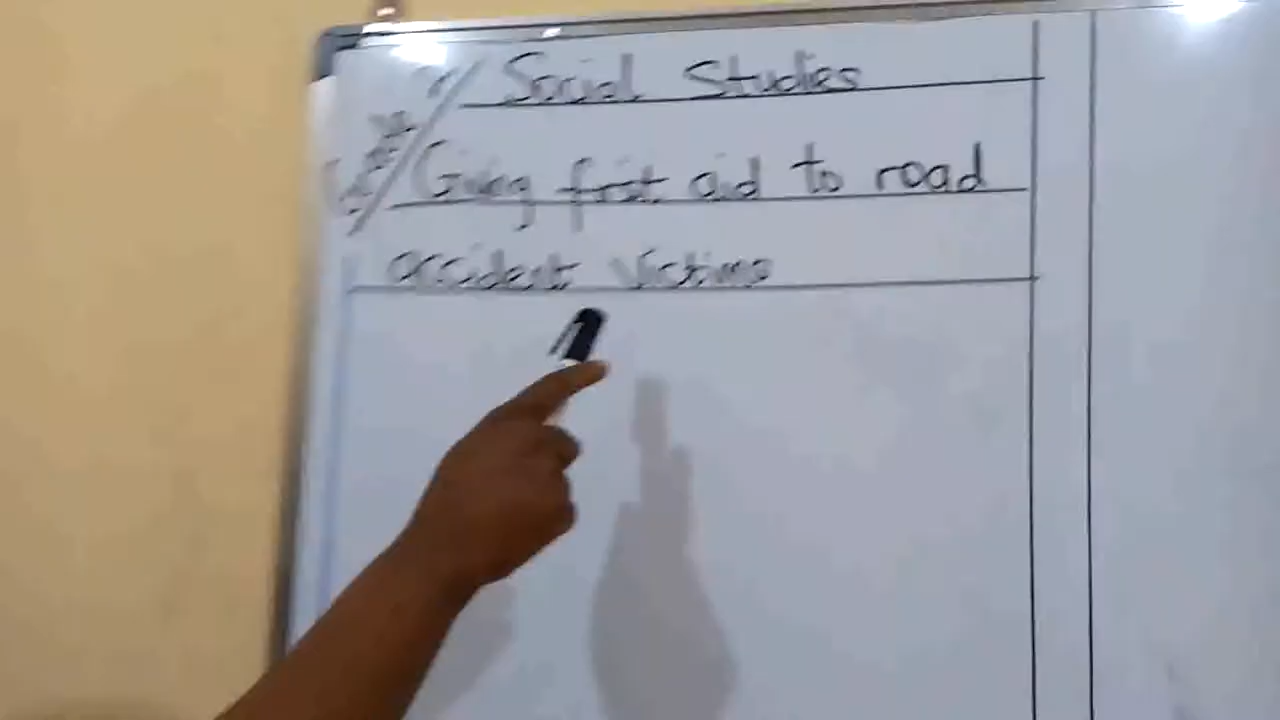 Social Studies
Giving first aid to road
accident victims